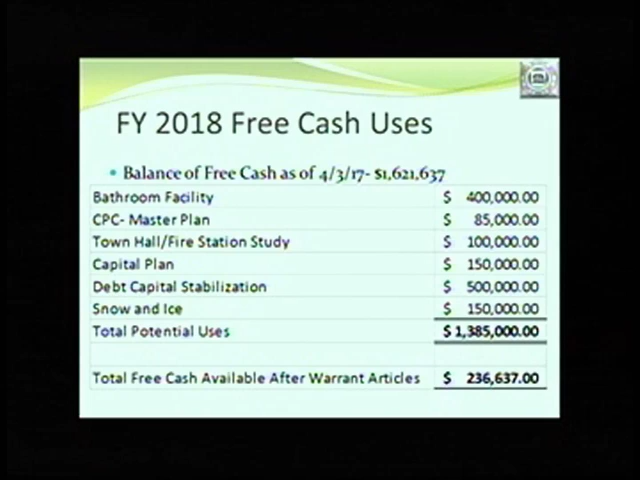 FY 2018 Free Cash Uses
• Balance of Free Cash as of 4/3/17- $1,621,637
Bathroom Facility $ 400,000.00
CPC- Master Plan $ 85,000.00
Town Hall/Fire Station Study $ 100,000.00
Capital Plan $ 150,000.00
Debt Capital Stabilization $ 500,000.00
Snow and Ice $ 150,000.00
Total Potential Uses $ 1,385,000.00
Total Free Cash Available After Warrant Articles $ 236,637.00